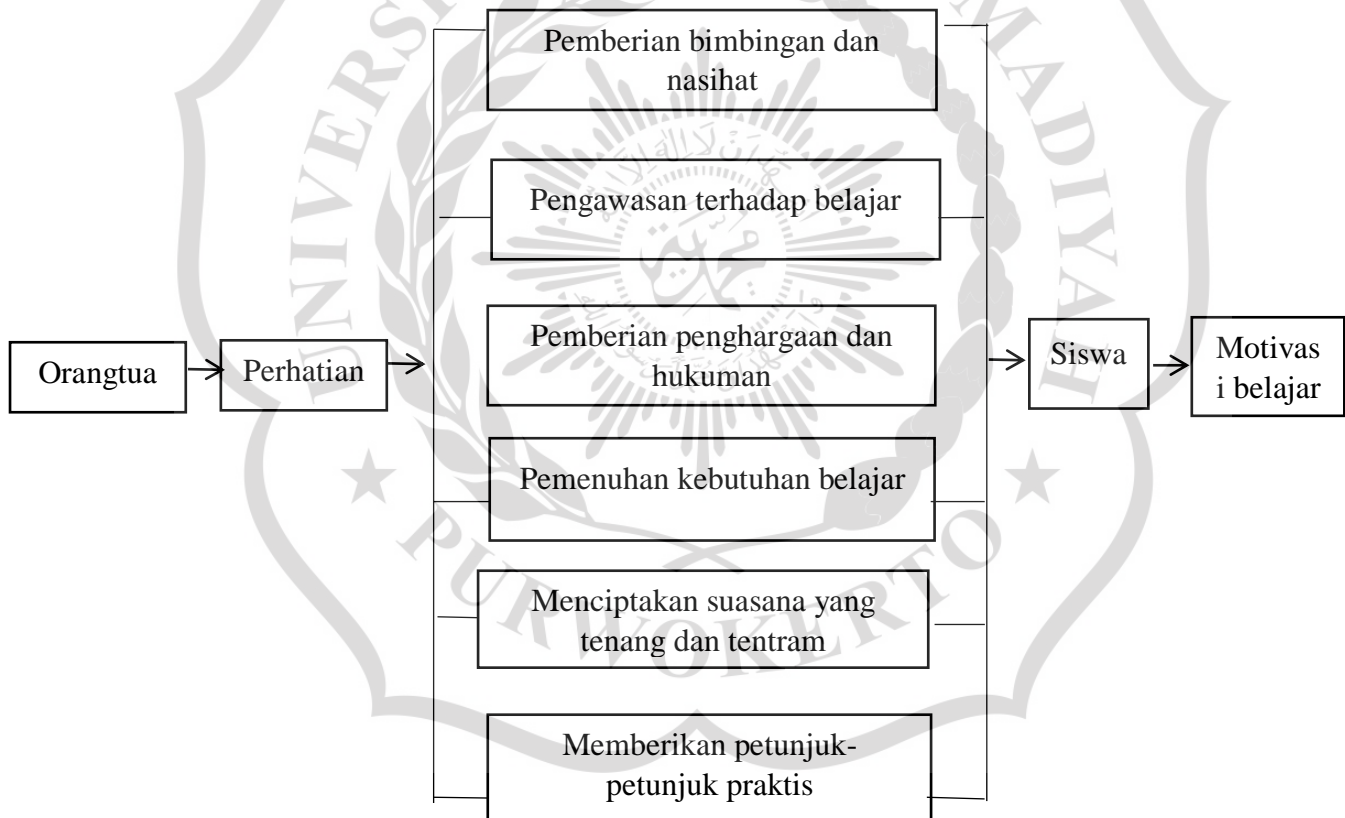 Pemberian bimbingan dan
nasihat
Pengawasan terhadap belajar
Pemberian penghargaan dan
hukuman
Orangtua
Perhatian
Siswa
Motivas
i belajar
Pemenuhan kebutuhan belajar
Menciptakan suasana yang
tenang dan tentram
Memberikan petunjuk-
petunjuk praktis
PURWOKERTO